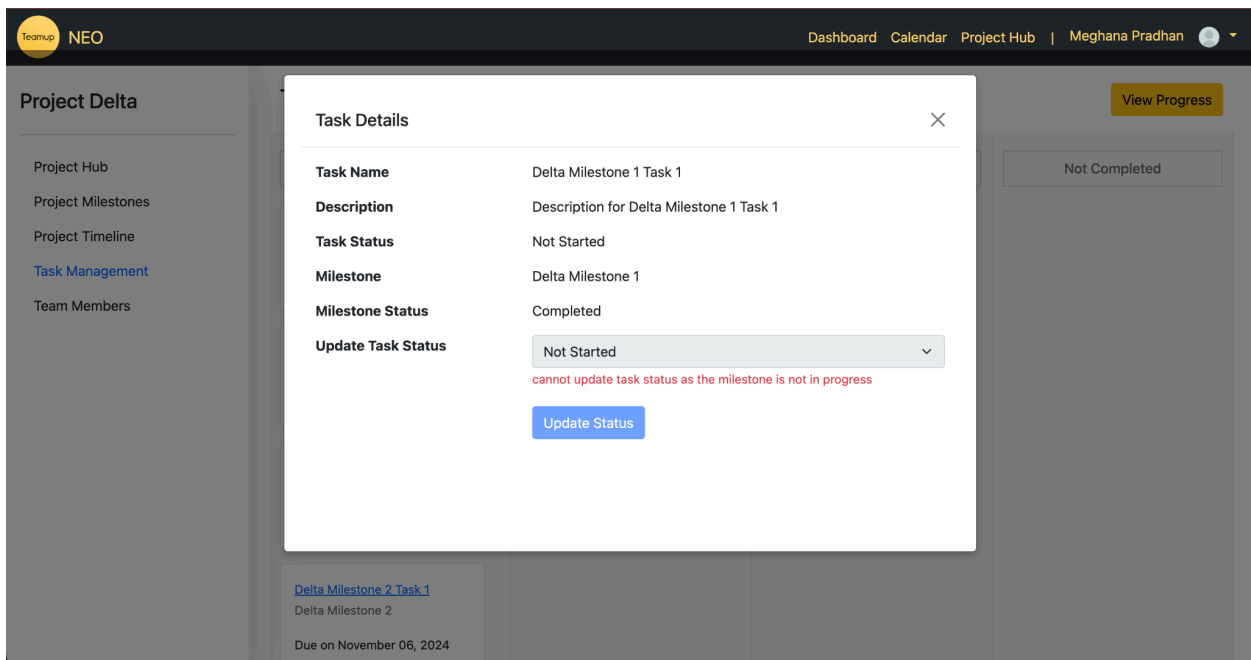 Teamup NEO Dashboard Calendar Project Hub | Meghana Pradhan
Project Delta
View Progress
Project Hub
Project Milestones
Project Timeline
Task Management
Team Members
Task Details
Task Name Delta Milestone 1 Task 1
Description Description for Delta Milestone 1 Task 1
Task Status Not Started
Milestone Delta Milestone 1
Milestone Status Completed
Update Task Status Not Started
cannot update task status as the milestone is not in progress
Update Status
Not Completed
Delta Milestone 2 Task 1
Delta Milestone 2
Due on November 06, 2024